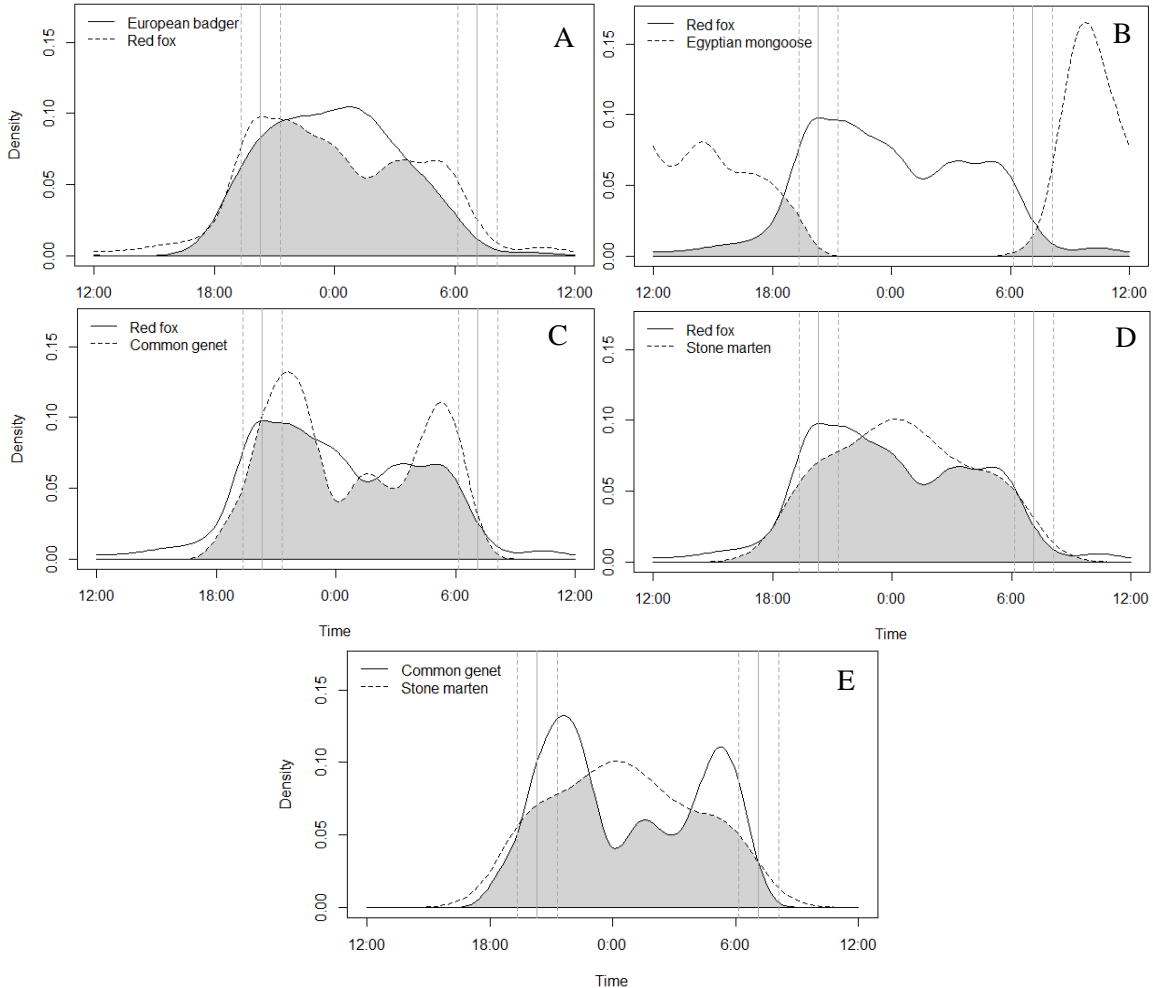 European badger
Red fox
A
Density
0.00 0.05 0.10 0.15
12:00 18:00 0:00 6:00 12:00
Red fox
Egyptian mongoose
B
0.00 0.05 0.10 0.15
12:00 18:00 0:00 6:00 12:00
Time
Time
Red fox
Common genet
C
Density
0.00 0.05 0.10 0.15
12:00 18:00 0:00 6:00 12:00
Time
Red fox
Stone marten
D
0.00 0.05 0.10 0.15
12:00 18:00 0:00 6:00 12:00
Time
Common genet
Stone marten
E
Density
0.00 0.05 0.10 0.15
12:00 18:00 0:00 6:00 12:00
Time